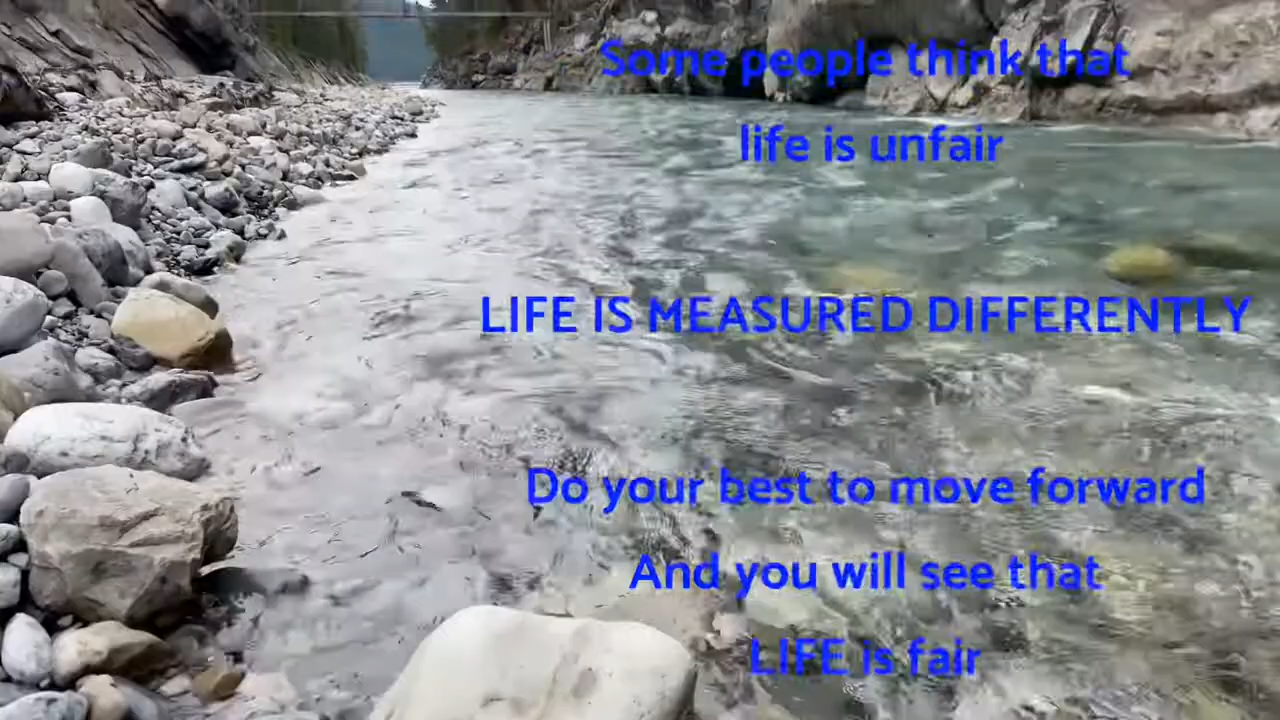 Some people think that
life is unfair
LIFE IS MEASURED DIFFERENTLY
Do your best to move forward
And you will see that
LIFE is fair